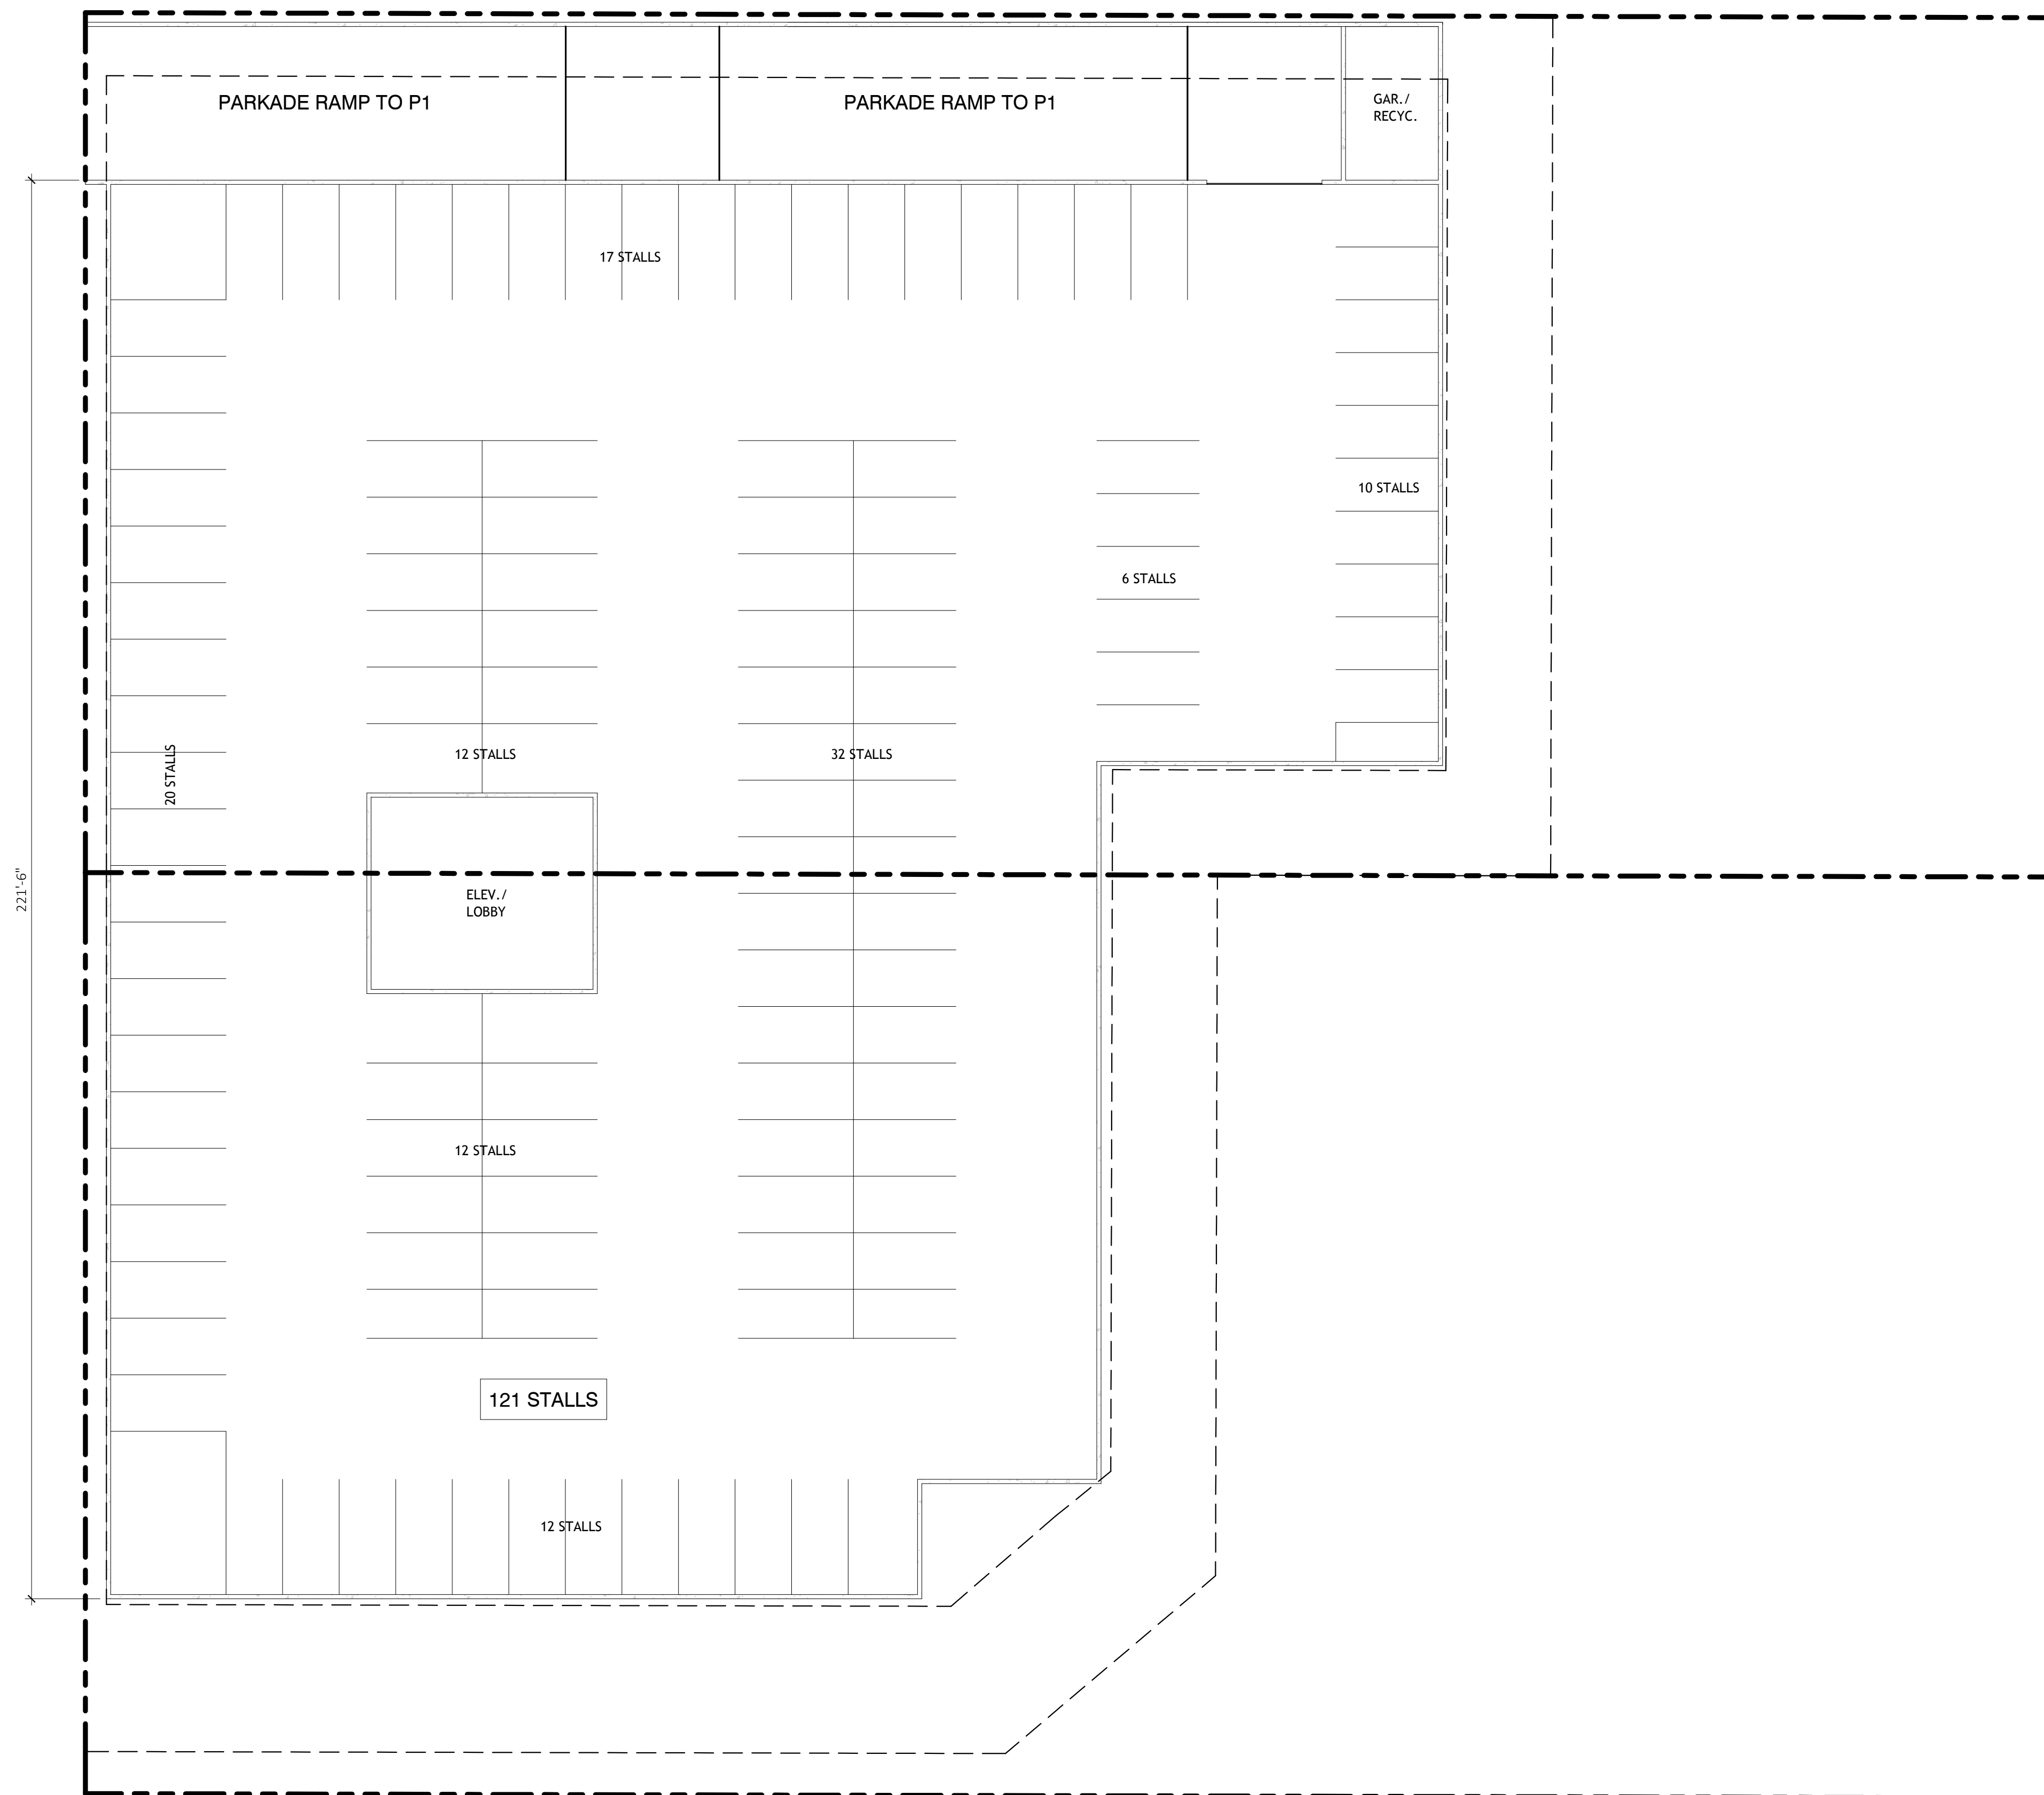 PARKADE RAMP TO P1
PARKADE RAMP TO P1
GAR./
RECYC.
17 STALLS
10 STALLS
6 STALLS
20 STALLS
12 STALLS
32 STALLS
221'-6"
ELEV./
LOBBY
12 STALLS
121 STALLS
12 STALLS